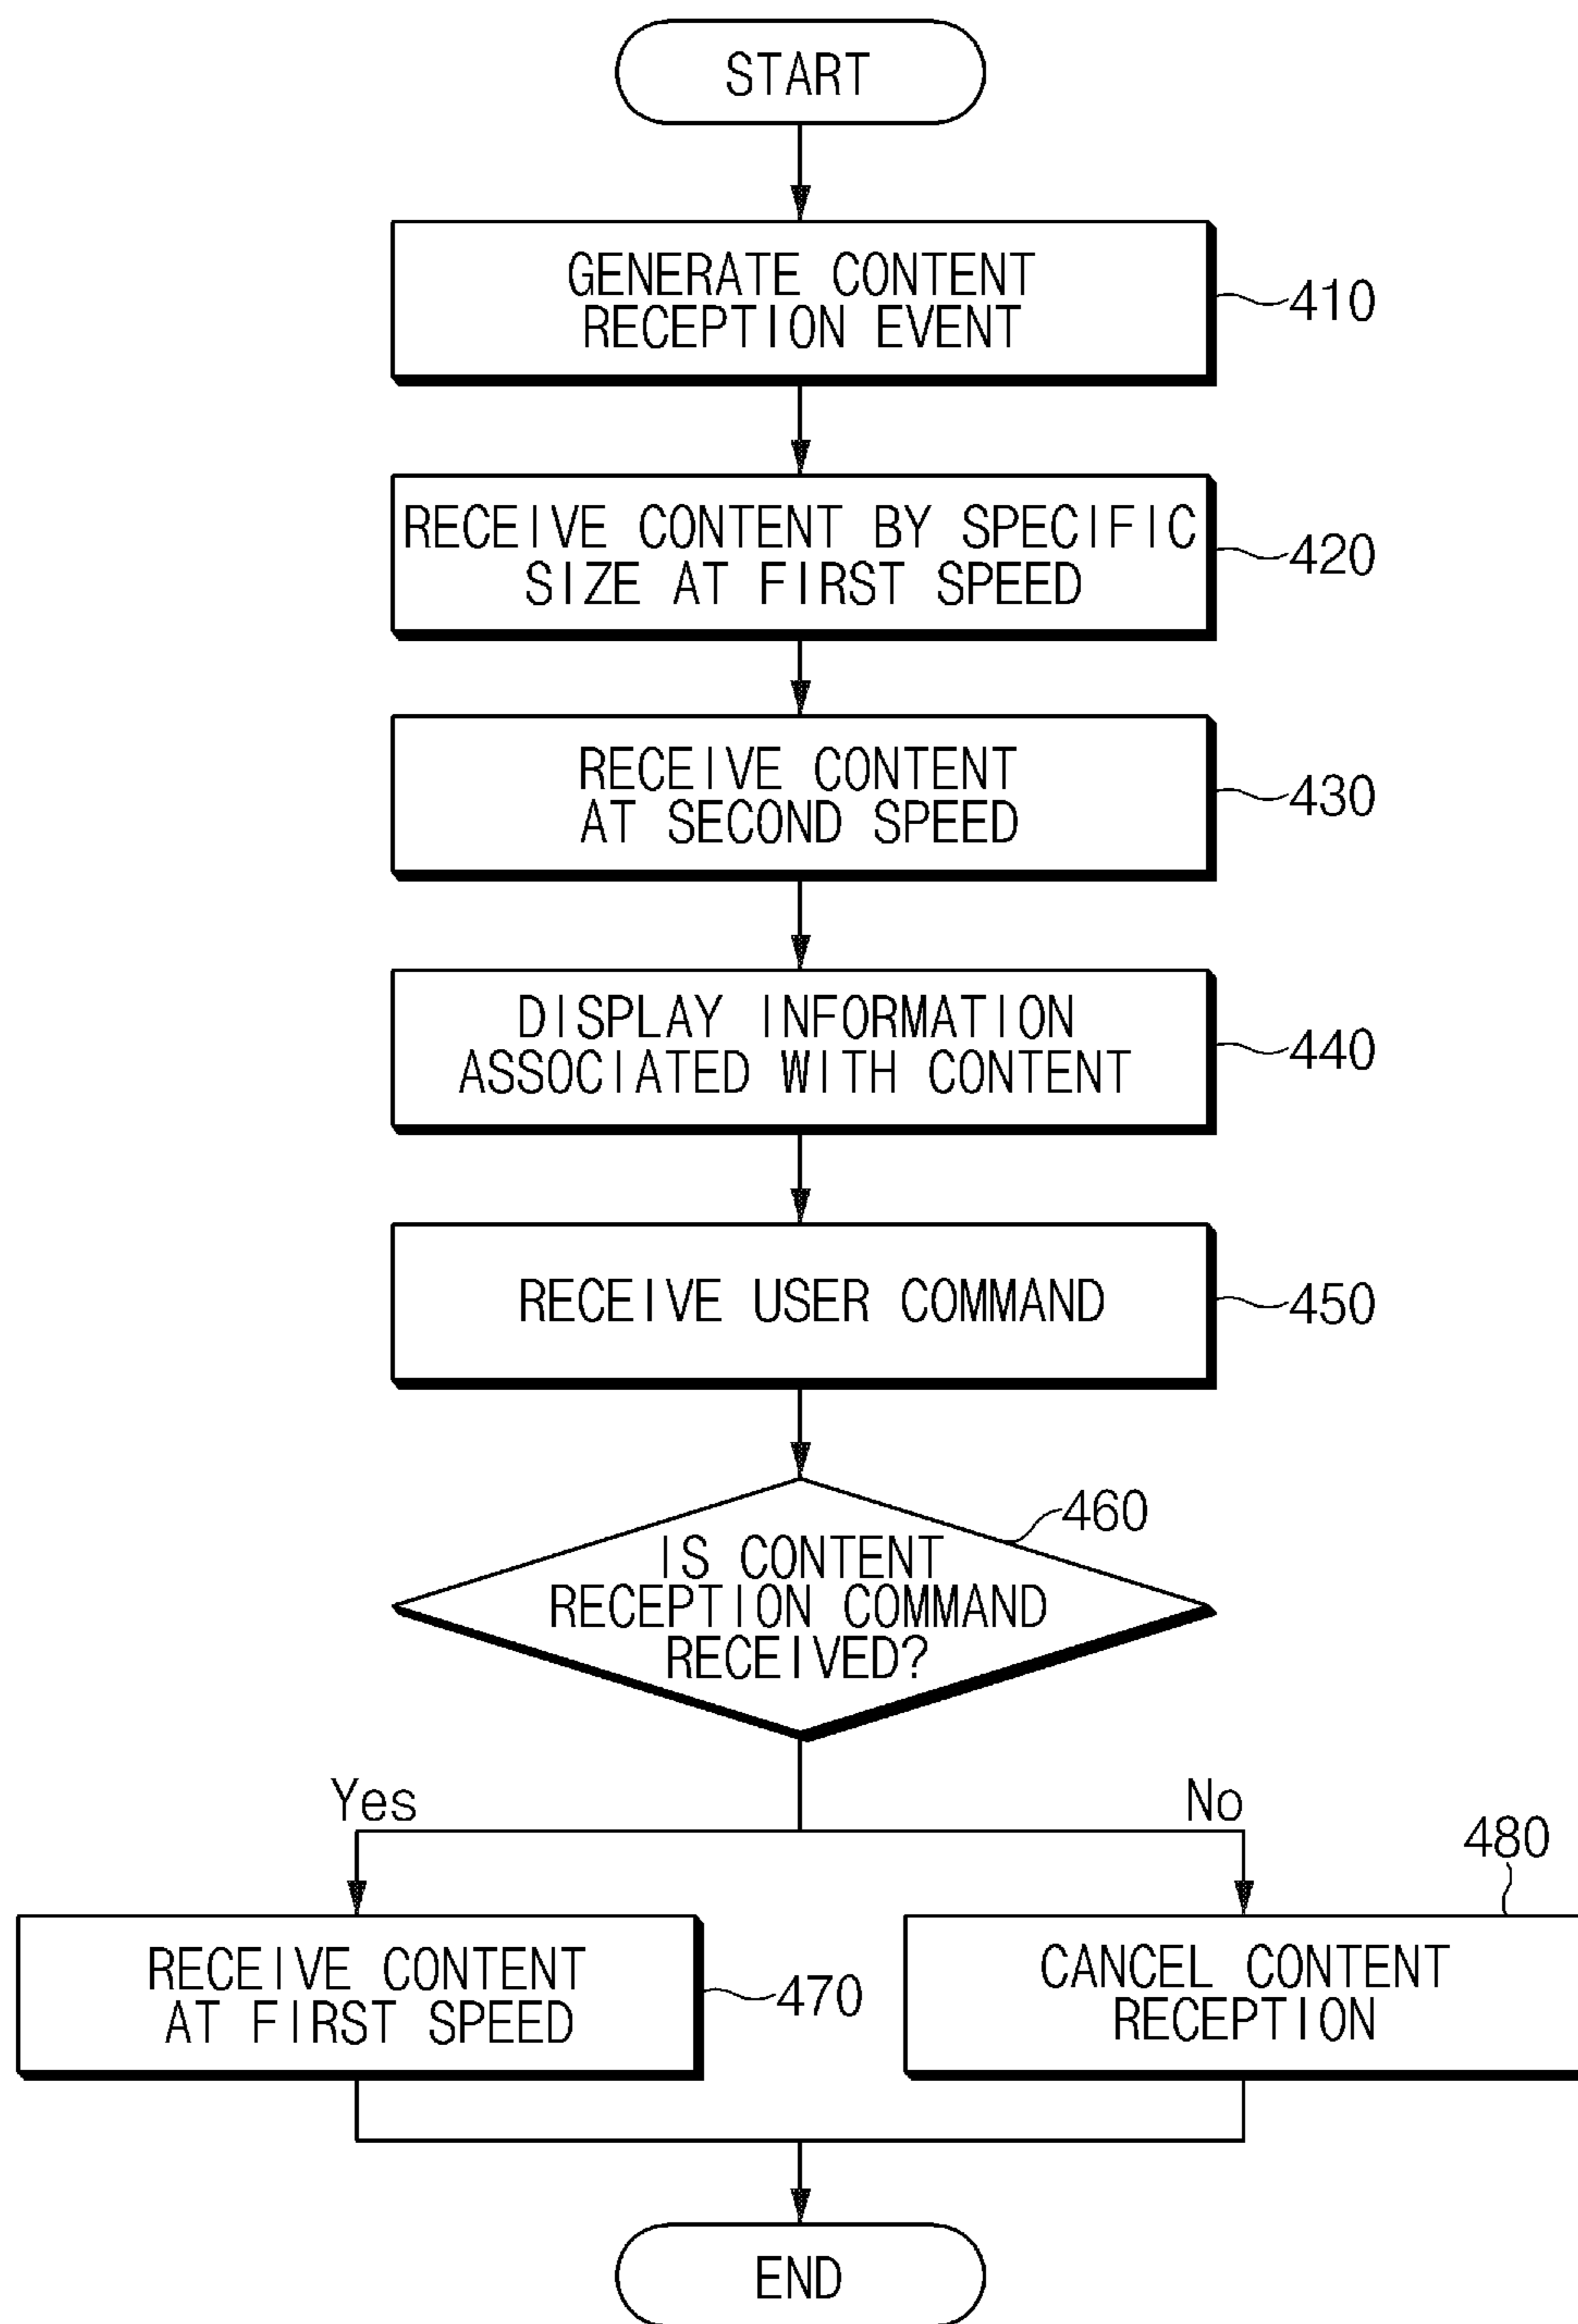 START
GENERATE CONTENT
RECEPTION EVENT
410
RECEIVE CONTENT BY SPECIFIC
SIZE AT FIRST SPEED
420
RECEIVE CONTENT
AT SECOND SPEED
430
DISPLAY INFORMATION
ASSOCIATED WITH CONTENT
440
RECEIVE USER COMMAND
450
460
IS CONTENT
RECEPTION COMMAND
RECEIVED?
Yes
No
480
RECEIVE CONTENT
AT FIRST SPEED
470
CANCEL CONTENT
RECEPTION
END